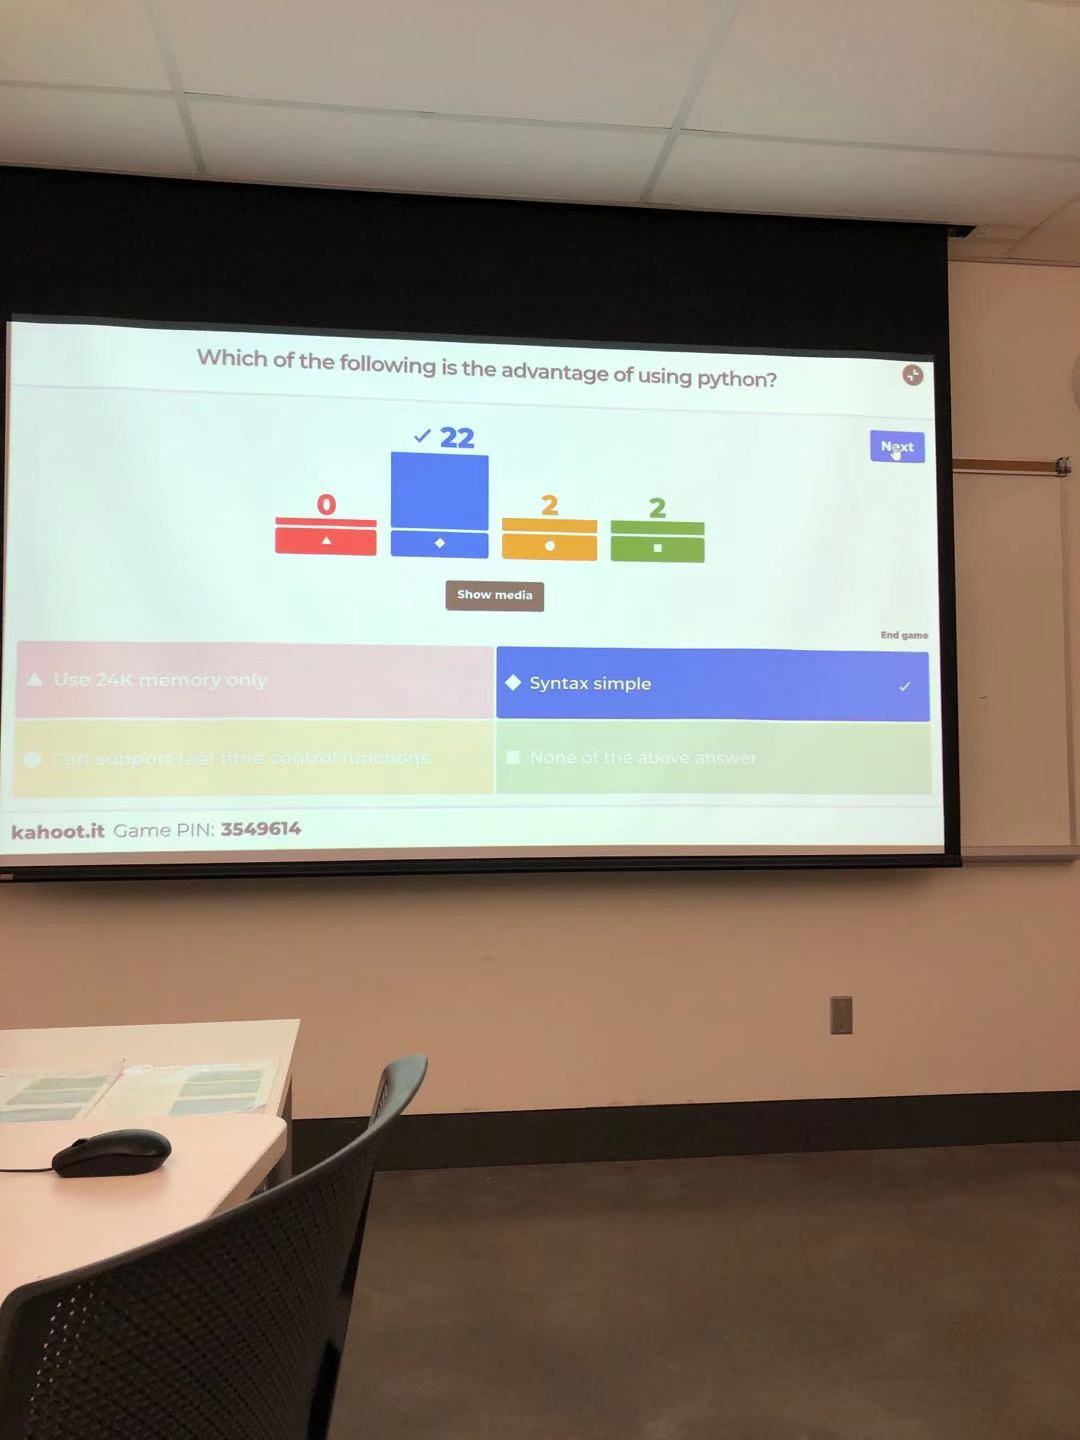 Which of the following is the advantage of using python?
Next
0
22
2
2
Show media
End game
Use 24K memory only
Syntax simple
Can support real time control functions
None of the above answer
kahoot.it Game PIN: 3549614